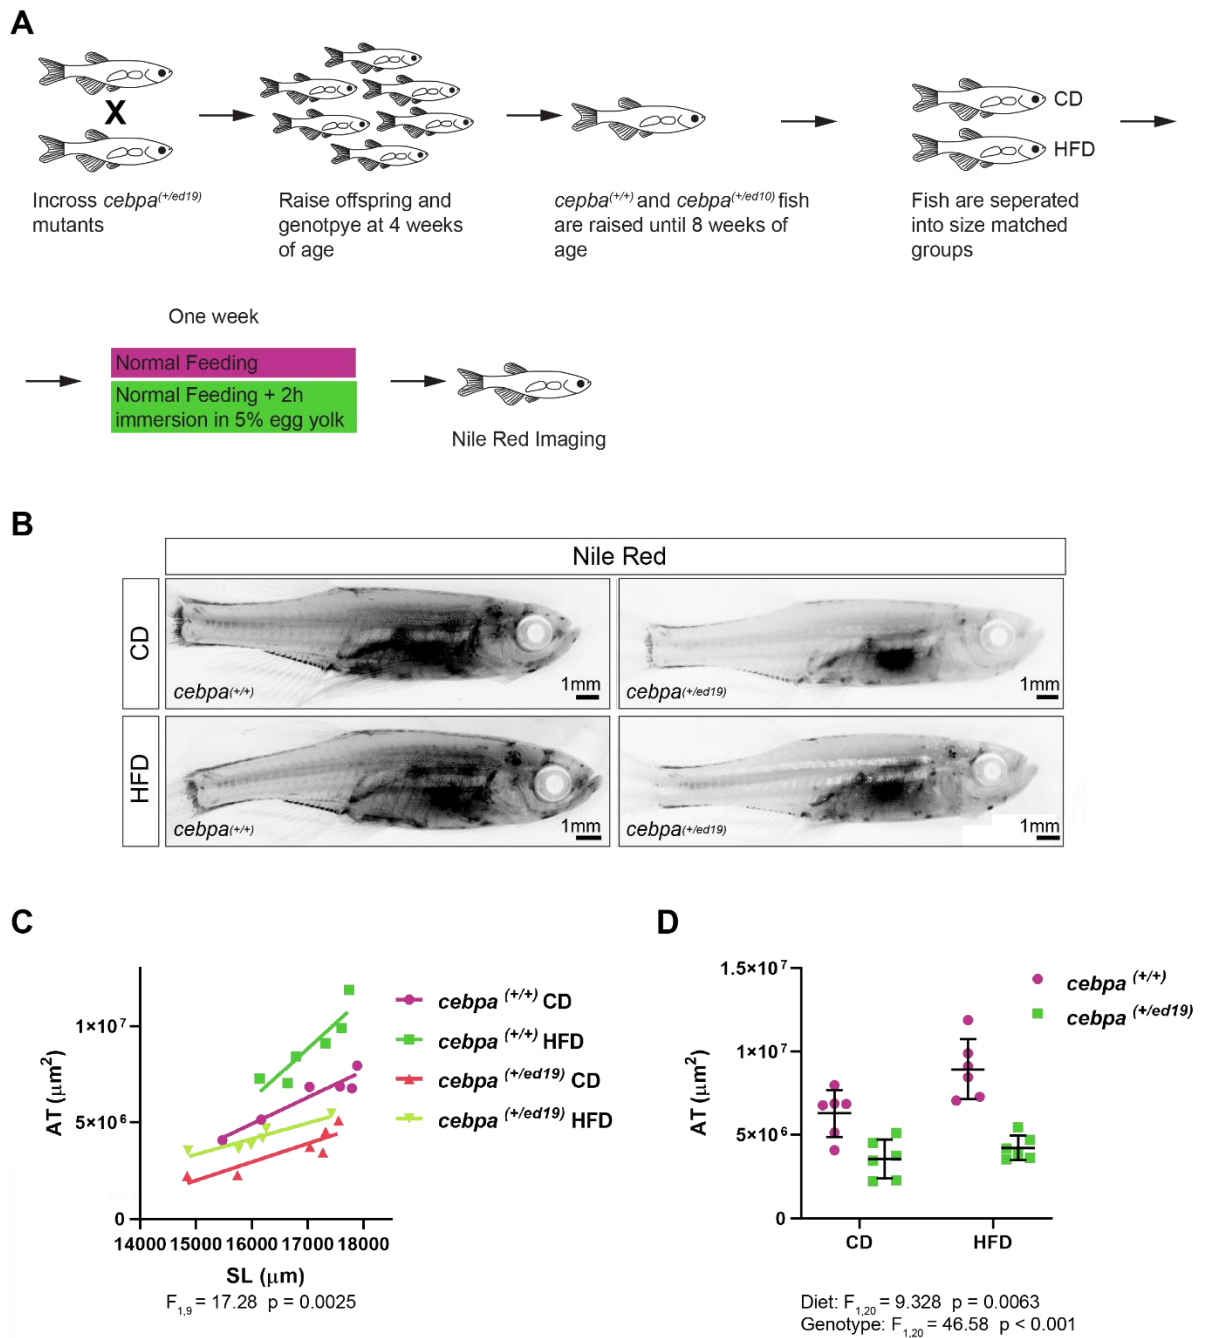 A
X
CD
HFD
Incross cebpa(+/ed19)
mutants
Raise offspring and
genotpye at 4 weeks
of age
cepba(+/+) and cebpa(+/ed10) fish
are raised until 8 weeks of
age
Fish are seperated
into size matched
groups
One week
Normal Feeding
Normal Feeding + 2h
immersion in 5% egg yolk
Nile Red Imaging
B
Nile Red
CD
cebpa(+/+)
1mm
cebpa(+/ed19)
1mm
HFD
cebpa(+/+)
1mm
cebpa(+/ed19)
1mm
C
AT (μm²)
1×10⁷
5×10⁶
0
14000 15000 16000 17000 18000
SL (μm)
F1,9 = 17.28 p = 0.0025
cebpa (+/+) CD
cebpa (+/+) HFD
cebpa (+/ed19) CD
cebpa (+/ed19) HFD
D
AT (μm²)
1.5×10⁷
1×10⁷
5×10⁶
0
CD HFD
cebpa (+/+)
cebpa (+/ed19)
Diet: F1,20 = 9.328 p = 0.0063
Genotype: F1,20 = 46.58 p < 0.001